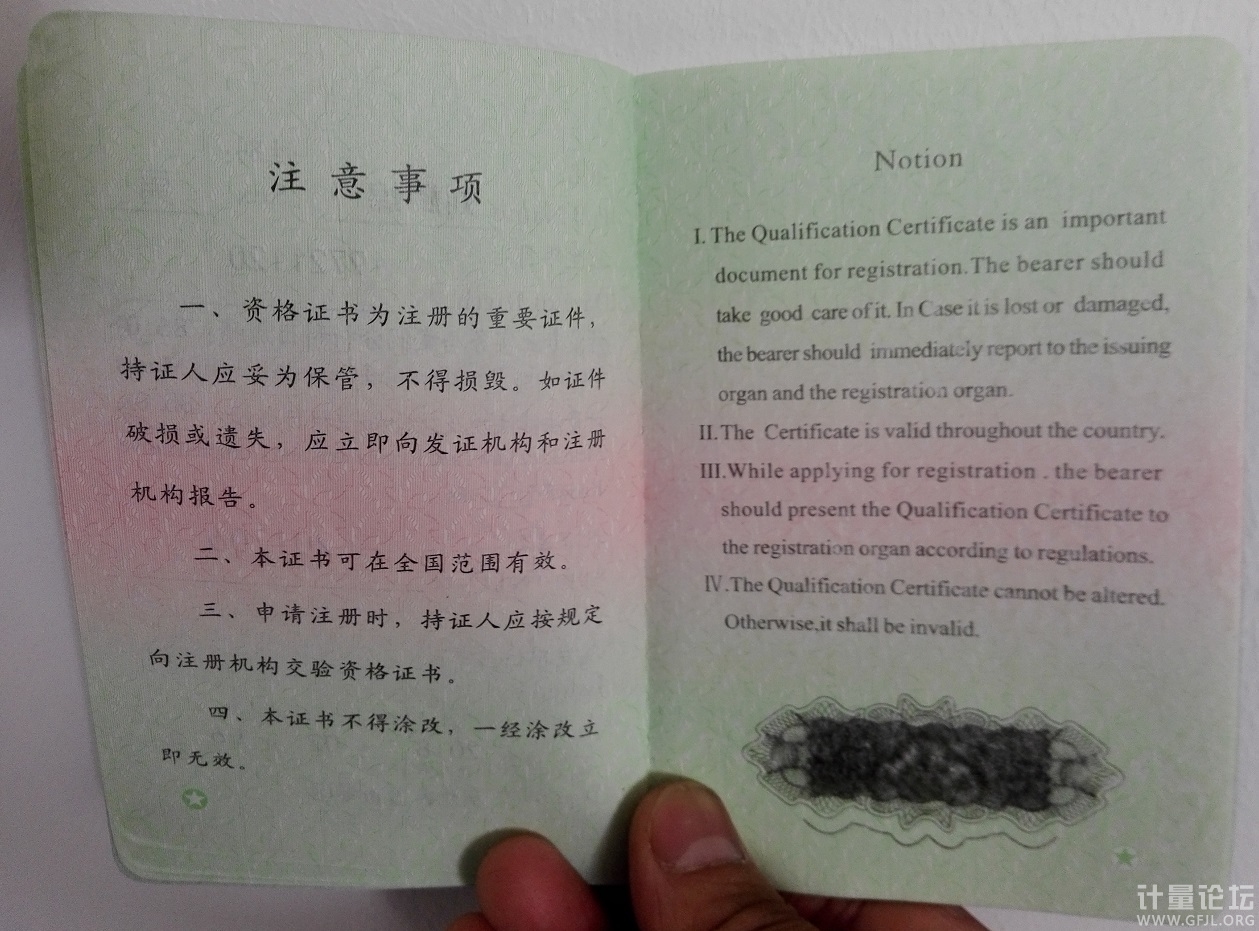 注意事项
一、资格证书为注册的重要证件，
持证人应妥为保管，不得损毁。如证件
破损或遗失，应立即向发证机构和注册
机构报告。
二、本证书可在全国范围有效。
三、申请注册时，持证人应按规定
向注册机构交验资格证书。
四、本证书不得涂改，一经涂改立
即无效。
Notion
I. The Qualification Certificate is an important
document for registration.The bearer should
take good care of it. In Case it is lost or damaged,
the bearer should immediately report to the issuing
organ and the registration organ.
II.The Certificate is valid throughout the country.
III.While applying for registration . the bearer
should present the Qualification Certificate to
the registration organ according to regulations.
IV.The Qualification Certificate cannot be altered.
Otherwise,it shall be invalid.
计量论坛
WWW.GFJL.ORG